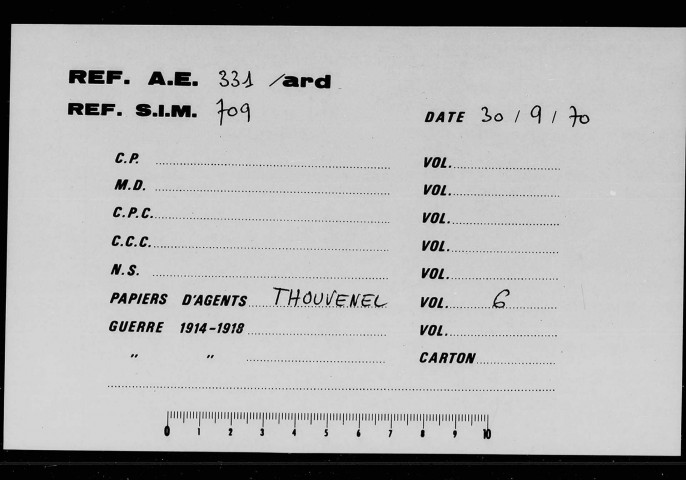 REF. A.E. 331 /ard
REF. S.I.M. 709 DATE 30 / 9 / 70
C.P. VOL.
M.D. VOL.
C.P.C. VOL.
C.C.C. VOL.
N.S. VOL.
PAPIERS D'AGENTS THOUVENEL VOL. 6
GUERRE 1914-1918 VOL.
" " CARTON
0 1 2 3 4 5 6 7 8 9 10